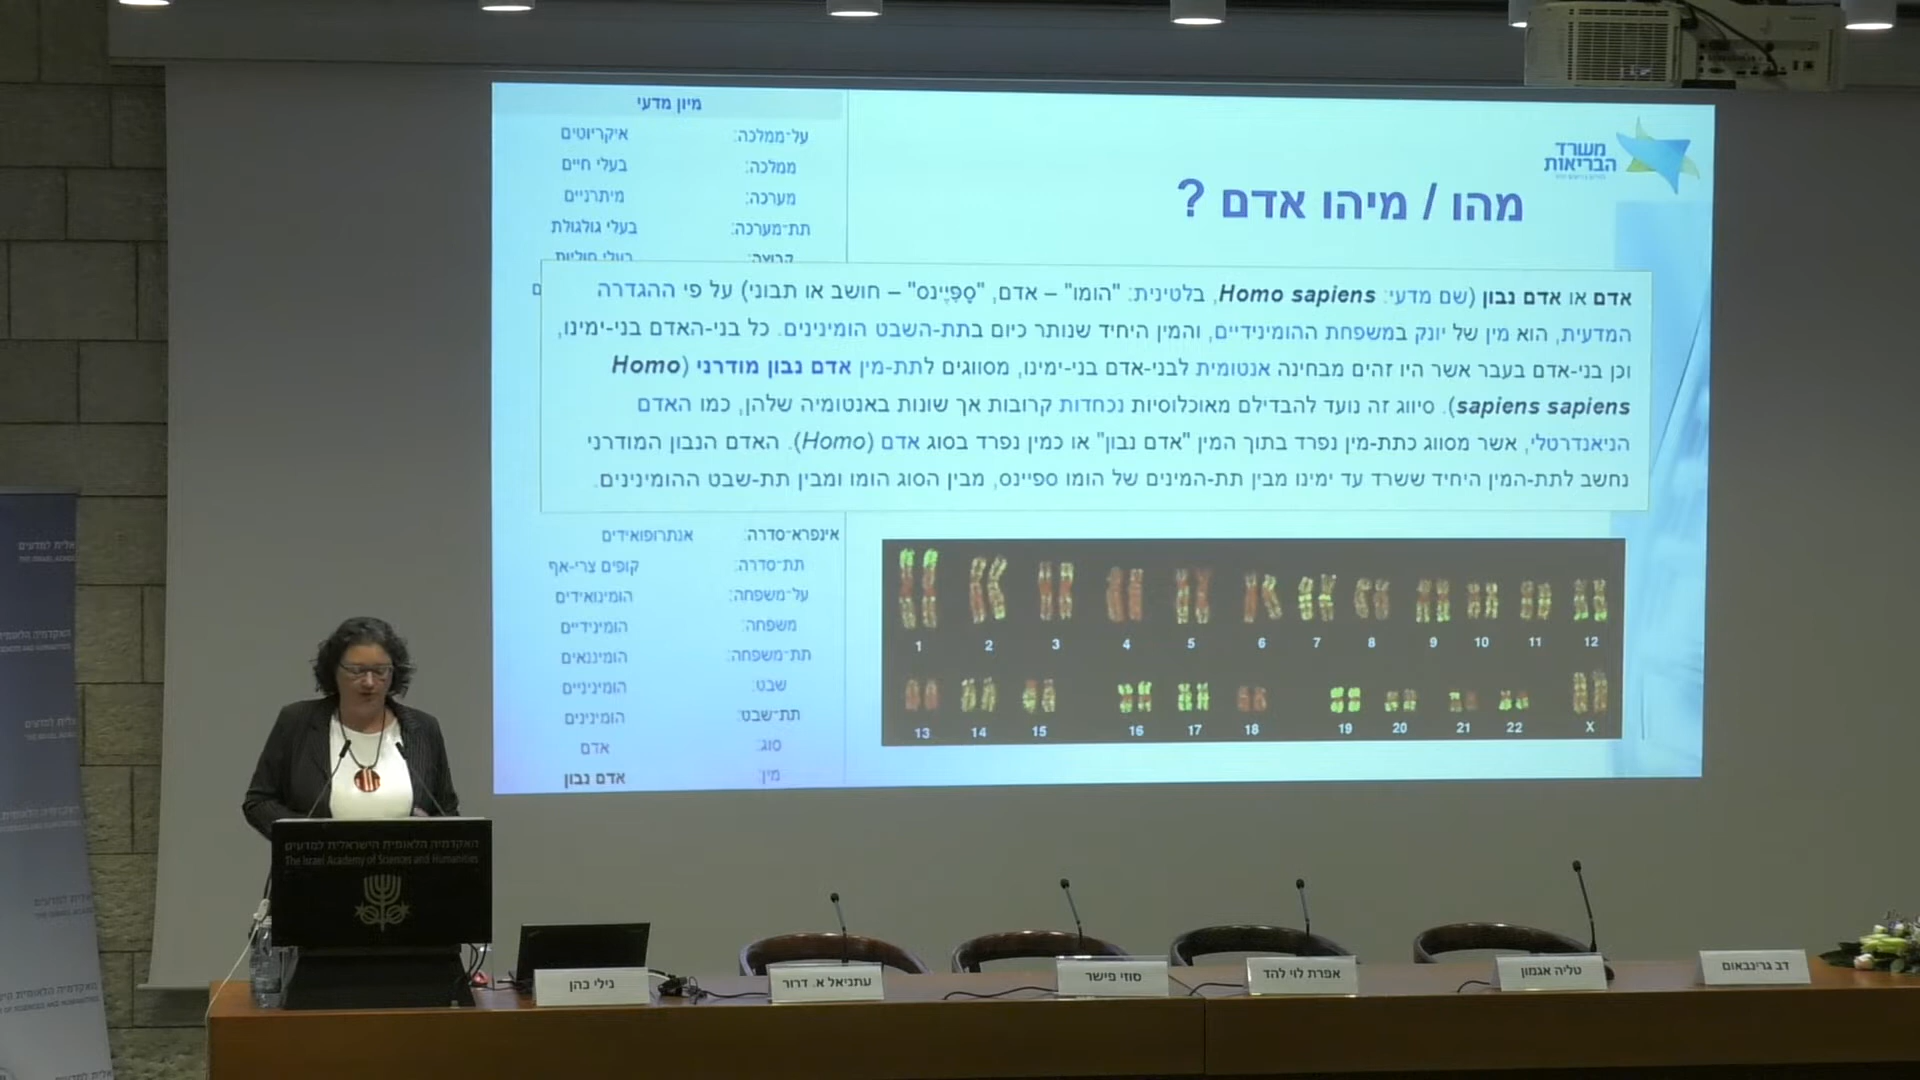 משרד
הבריאות
מהו / מיהו אדם ?
מיון מדעי
על-ממלכה: איקריוטים
ממלכה: בעלי חיים
מערכה: מיתרניים
תת-מערכה: בעלי גולגולת
קבוצה: בעלי חוליות
אדם או אדם נבון (שם מדעי: Homo sapiens, בלטינית: "הומו" – אדם, "סָפִּיֶינס" – חושב או תבוני) על פי ההגדרה
המדעית, הוא מין של יונק במשפחת ההומינידיים, והמין היחיד שנותר כיום בתת-השבט הומינינים. כל בני-האדם בני-ימינו,
וכן בני-אדם בעבר אשר היו זהים מבחינה אנטומית לבני-אדם בני-ימינו, מסווגים לתת-מין אדם נבון מודרני (Homo
sapiens sapiens). סיווג זה נועד להבדילם מאוכלוסיות נכחדות קרובות אך שונות באנטומיה שלהן, כמו האדם
הניאנדרטלי, אשר מסווג כתת-מין נפרד בתוך המין "אדם נבון" או כמין נפרד בסוג אדם (Homo). האדם הנבון המודרני
נחשב לתת-המין היחיד ששרד עד ימינו מבין תת-המינים של הומו ספיינס, מבין הסוג הומו ומבין תת-שבט ההומינינים.
אינפרא-סדרה: אנתרופואידים
תת-סדרה: קופים צרי-אף
על-משפחה: הומינואידים
משפחה: הומינידיים
תת-משפחה: הומיננאים
שבט: הומיניניים
תת-שבט: הומינינים
סוג: אדם
מין: אדם נבון
1 2 3 4 5 6 7 8 9 10 11 12
13 14 15 16 17 18 19 20 21 22 X
האקדמיה הלאומית הישראלית למדעים
The Israel Academy of Sciences and Humanities
נילי כהן
עתניאל א. דרור
סוזי פישר
אפרת לוי להד
טליה אגמון
דב גרינבאום